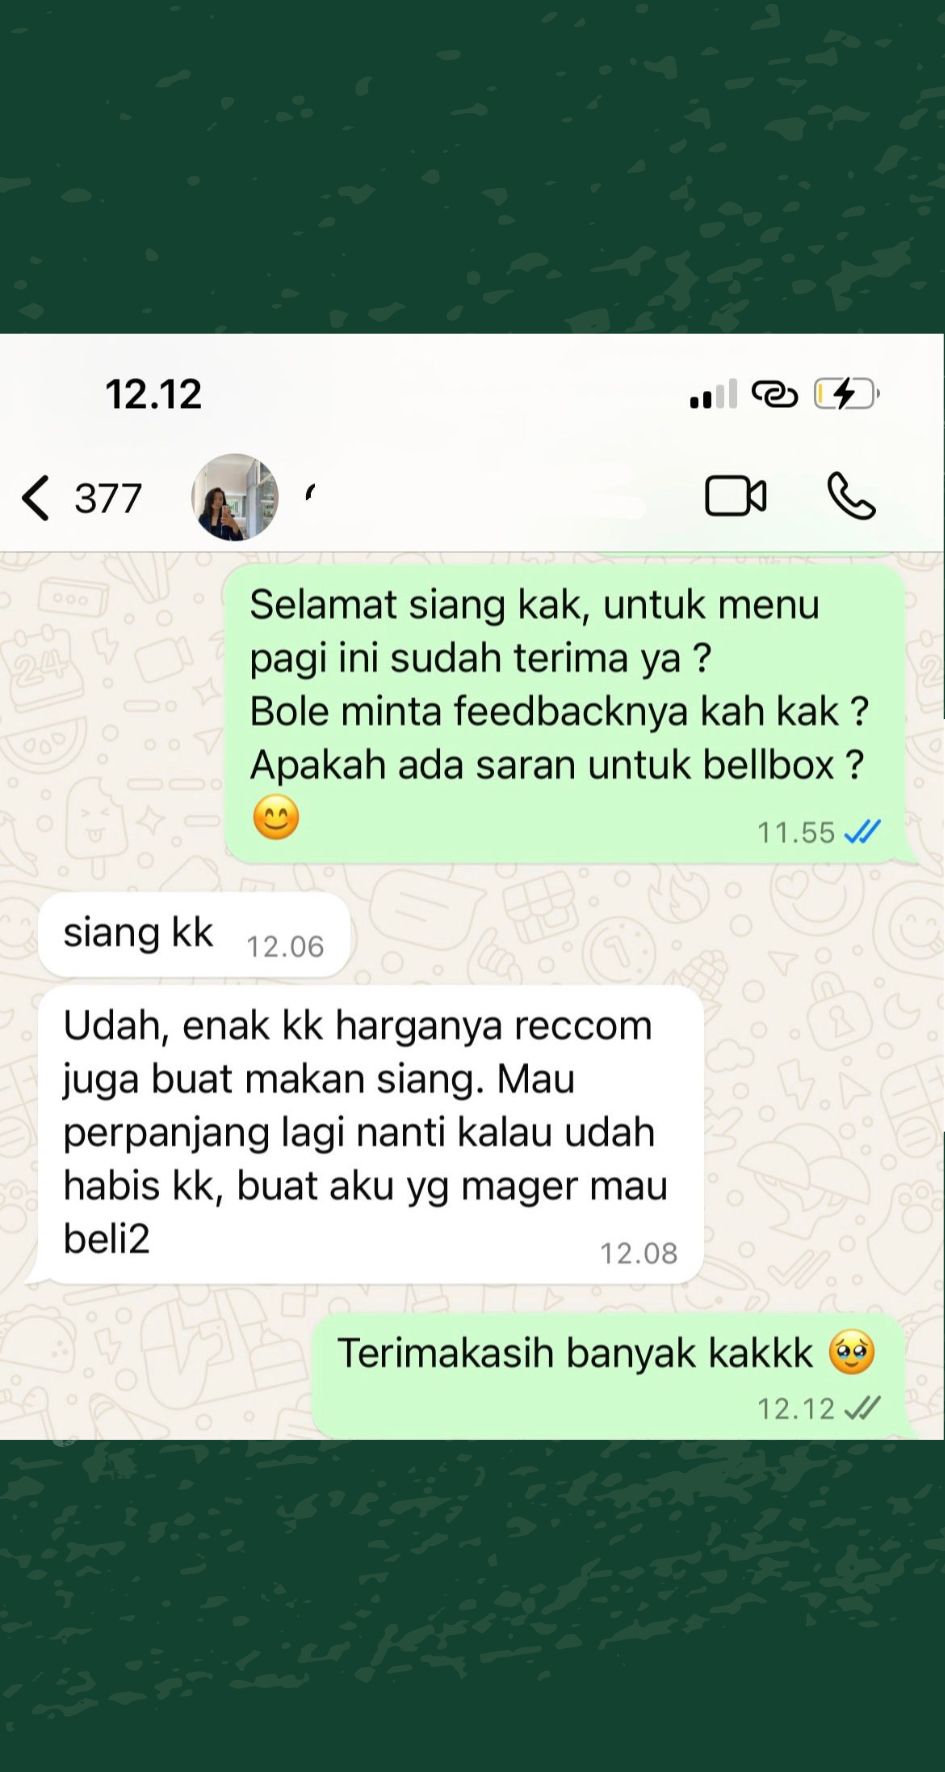 12.12
377
Selamat siang kak, untuk menu
pagi ini sudah terima ya ?
Bole minta feedbacknya kah kak ?
Apakah ada saran untuk bellbox ?
😊
11.55
siang kk 12.06
Udah, enak kk harganya reccom
juga buat makan siang. Mau
perpanjang lagi nanti kalau udah
habis kk, buat aku yg mager mau
beli2
12.08
Terimakasih banyak kakkk 🥹
12.12